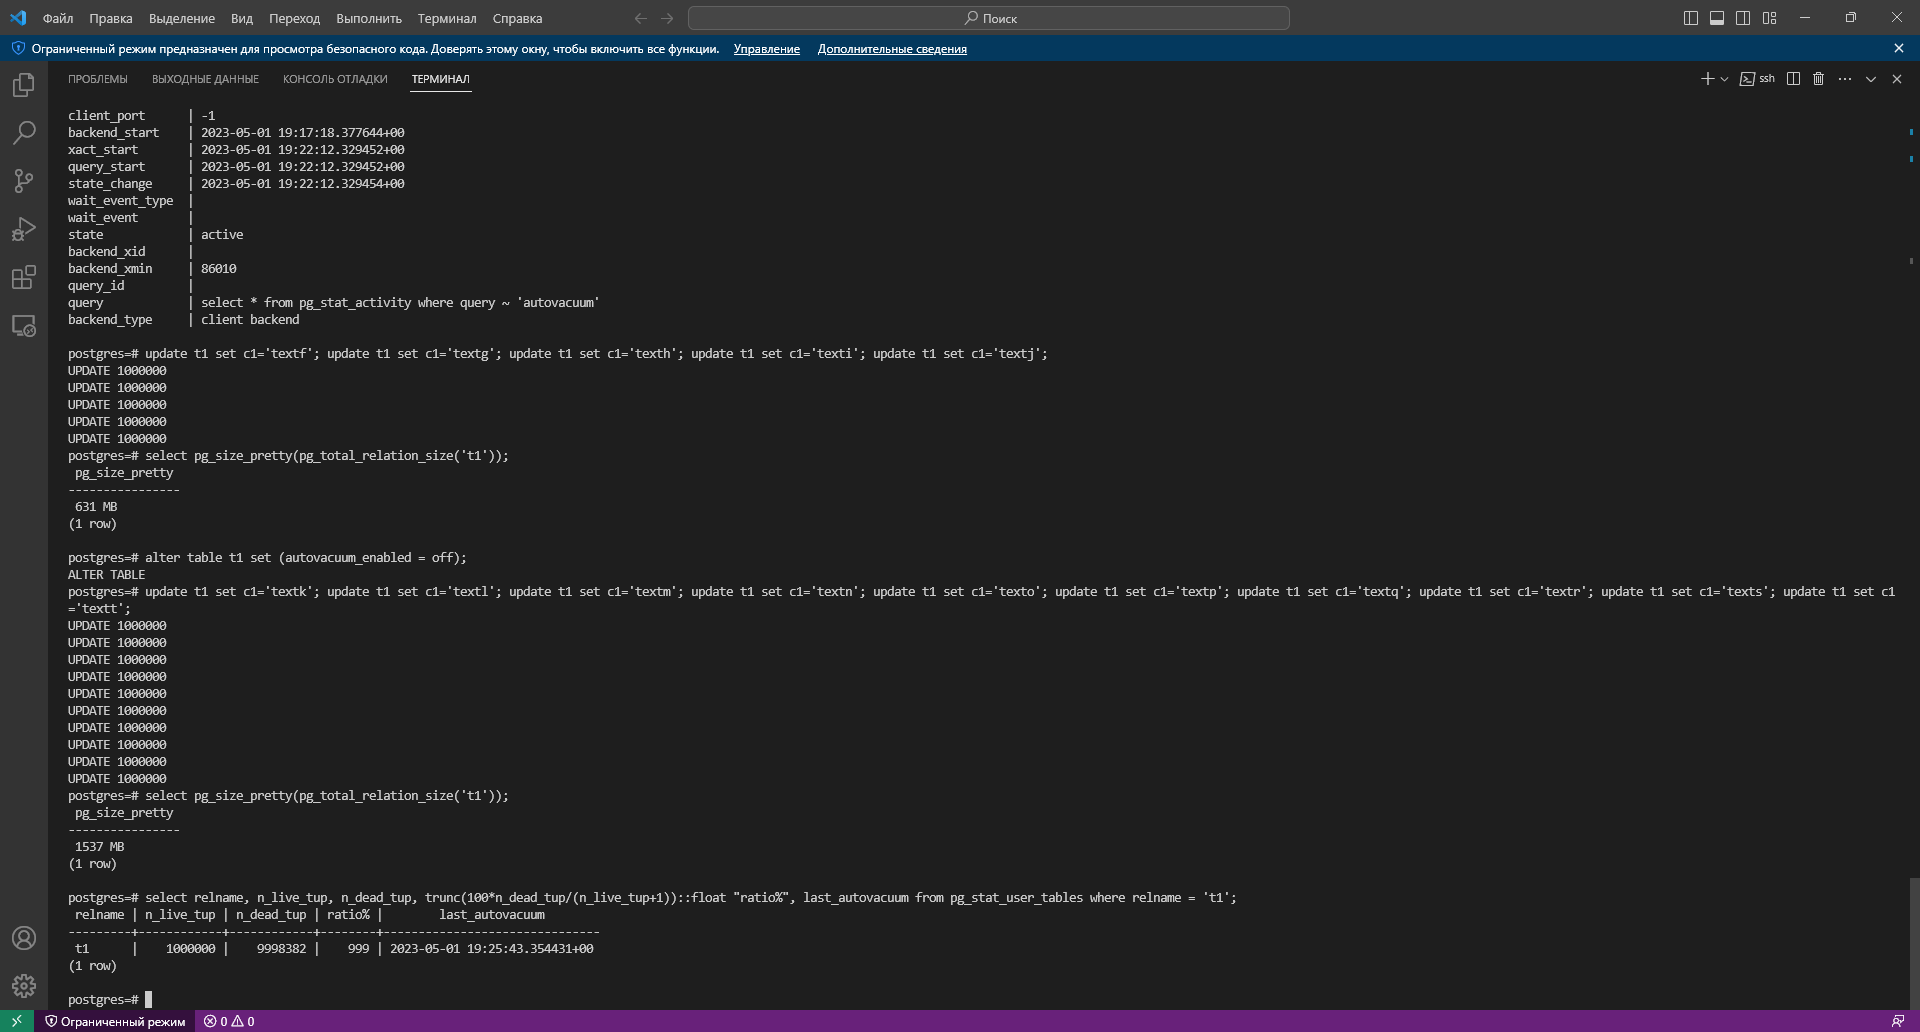 Файл Правка Выделение Вид Переход Выполнить Терминал Справка Поиск
Ограниченный режим предназначен для просмотра безопасного кода. Доверять этому окну, чтобы включить все функции. Управление Дополнительные сведения
ПРОБЛЕМЫ ВЫХОДНЫЕ ДАННЫЕ КОНСОЛЬ ОТЛАДКИ ТЕРМИНАЛ ssh
client_port      | -1
backend_start    | 2023-05-01 19:17:18.377644+00
xact_start       | 2023-05-01 19:22:12.329452+00
query_start      | 2023-05-01 19:22:12.329452+00
state_change     | 2023-05-01 19:22:12.329454+00
wait_event_type  |
wait_event       |
state            | active
backend_xid      |
backend_xmin     | 86010
query_id         |
query            | select * from pg_stat_activity where query ~ 'autovacuum'
backend_type     | client backend
postgres=# update t1 set c1='textf'; update t1 set c1='textg'; update t1 set c1='texth'; update t1 set c1='texti'; update t1 set c1='textj';
UPDATE 1000000
UPDATE 1000000
UPDATE 1000000
UPDATE 1000000
UPDATE 1000000
postgres=# select pg_size_pretty(pg_total_relation_size('t1'));
 pg_size_pretty
----------------
 631 MB
(1 row)
postgres=# alter table t1 set (autovacuum_enabled = off);
ALTER TABLE
postgres=# update t1 set c1='textk'; update t1 set c1='textl'; update t1 set c1='textm'; update t1 set c1='textn'; update t1 set c1='texto'; update t1 set c1='textp'; update t1 set c1='textq'; update t1 set c1='textr'; update t1 set c1='texts'; update t1 set c1
='textt';
UPDATE 1000000
UPDATE 1000000
UPDATE 1000000
UPDATE 1000000
UPDATE 1000000
UPDATE 1000000
UPDATE 1000000
UPDATE 1000000
UPDATE 1000000
UPDATE 1000000
postgres=# select pg_size_pretty(pg_total_relation_size('t1'));
 pg_size_pretty
----------------
 1537 MB
(1 row)
postgres=# select relname, n_live_tup, n_dead_tup, trunc(100*n_dead_tup/(n_live_tup+1))::float "ratio%", last_autovacuum from pg_stat_user_tables where relname = 't1';
 relname | n_live_tup | n_dead_tup | ratio% |        last_autovacuum
---------+------------+------------+--------+-------------------------------
 t1      |    1000000 |    9998382 |    999 | 2023-05-01 19:25:43.354431+00
(1 row)
postgres=#
Ограниченный режим 0 0